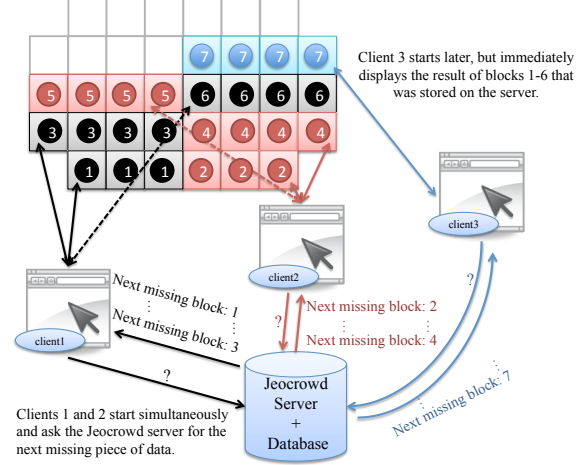 7 7 7 7
Client 3 starts later, but immediately
displays the result of blocks 1-6 that
was stored on the server.
5 5 5 5 6 6 6 6
3 3 3 3 4 4 4 4
1 1 1 2 2 2
client3
client2
client1
?
Next missing block: 1
⋮ ⋮
Next missing block: 3
?
?
Next missing block: 2
⋮ ⋮
Next missing block: 4
?
Next missing block: 7
⋮ ⋮
Jeocrowd
Server
+
Database
Clients 1 and 2 start simultaneously
and ask the Jeocrowd server for the
next missing piece of data.